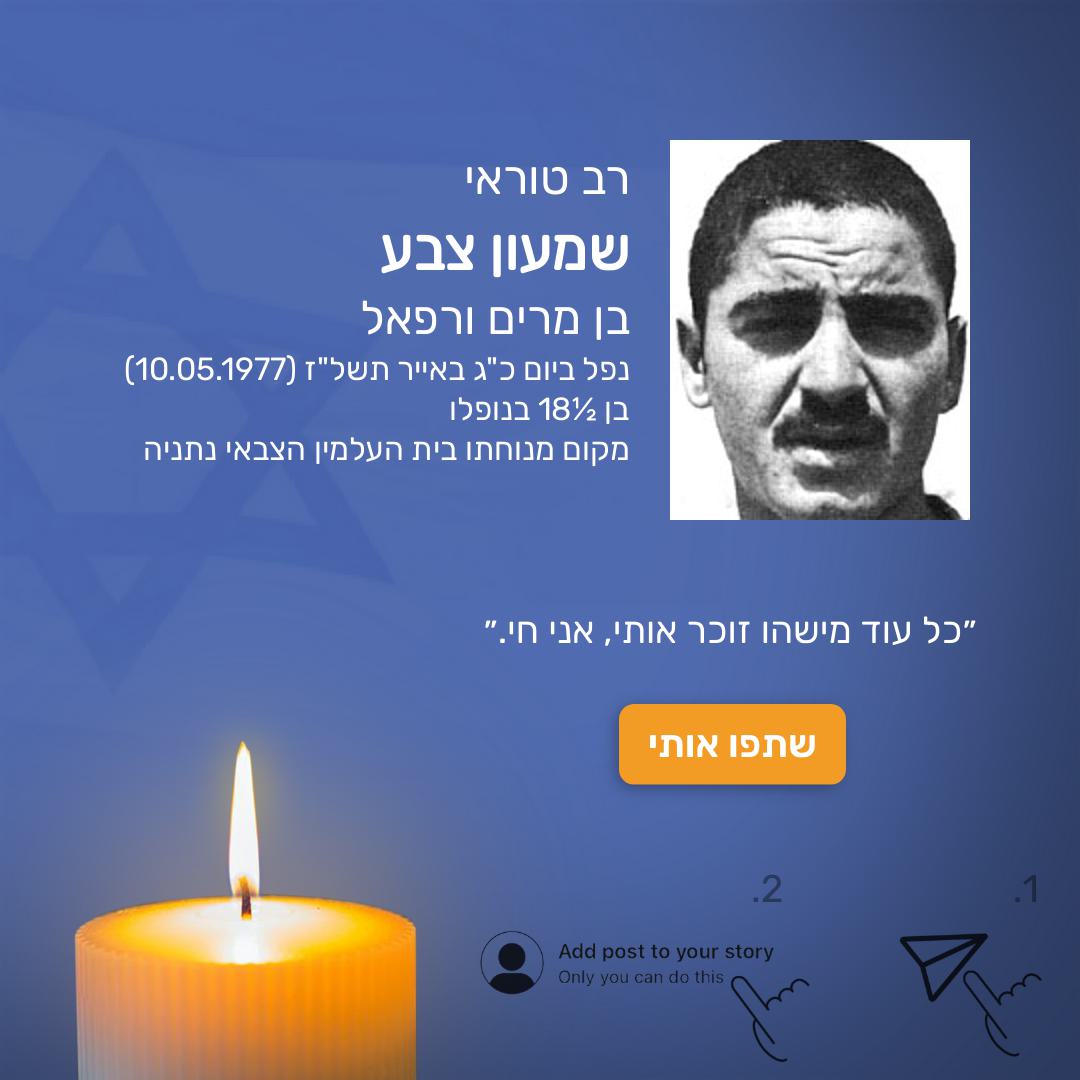 רב טוראי
שמעון צבע
בן מרים ורפאל
נפל ביום כ"ג באייר תשל"ז (10.05.1977)
בן 18½ בנופלו
מקום מנוחתו בית העלמין הצבאי נתניה
״כל עוד מישהו זוכר אותי, אני חי.״
שתפו אותי
1.
2.
Add post to your story
Only you can do this